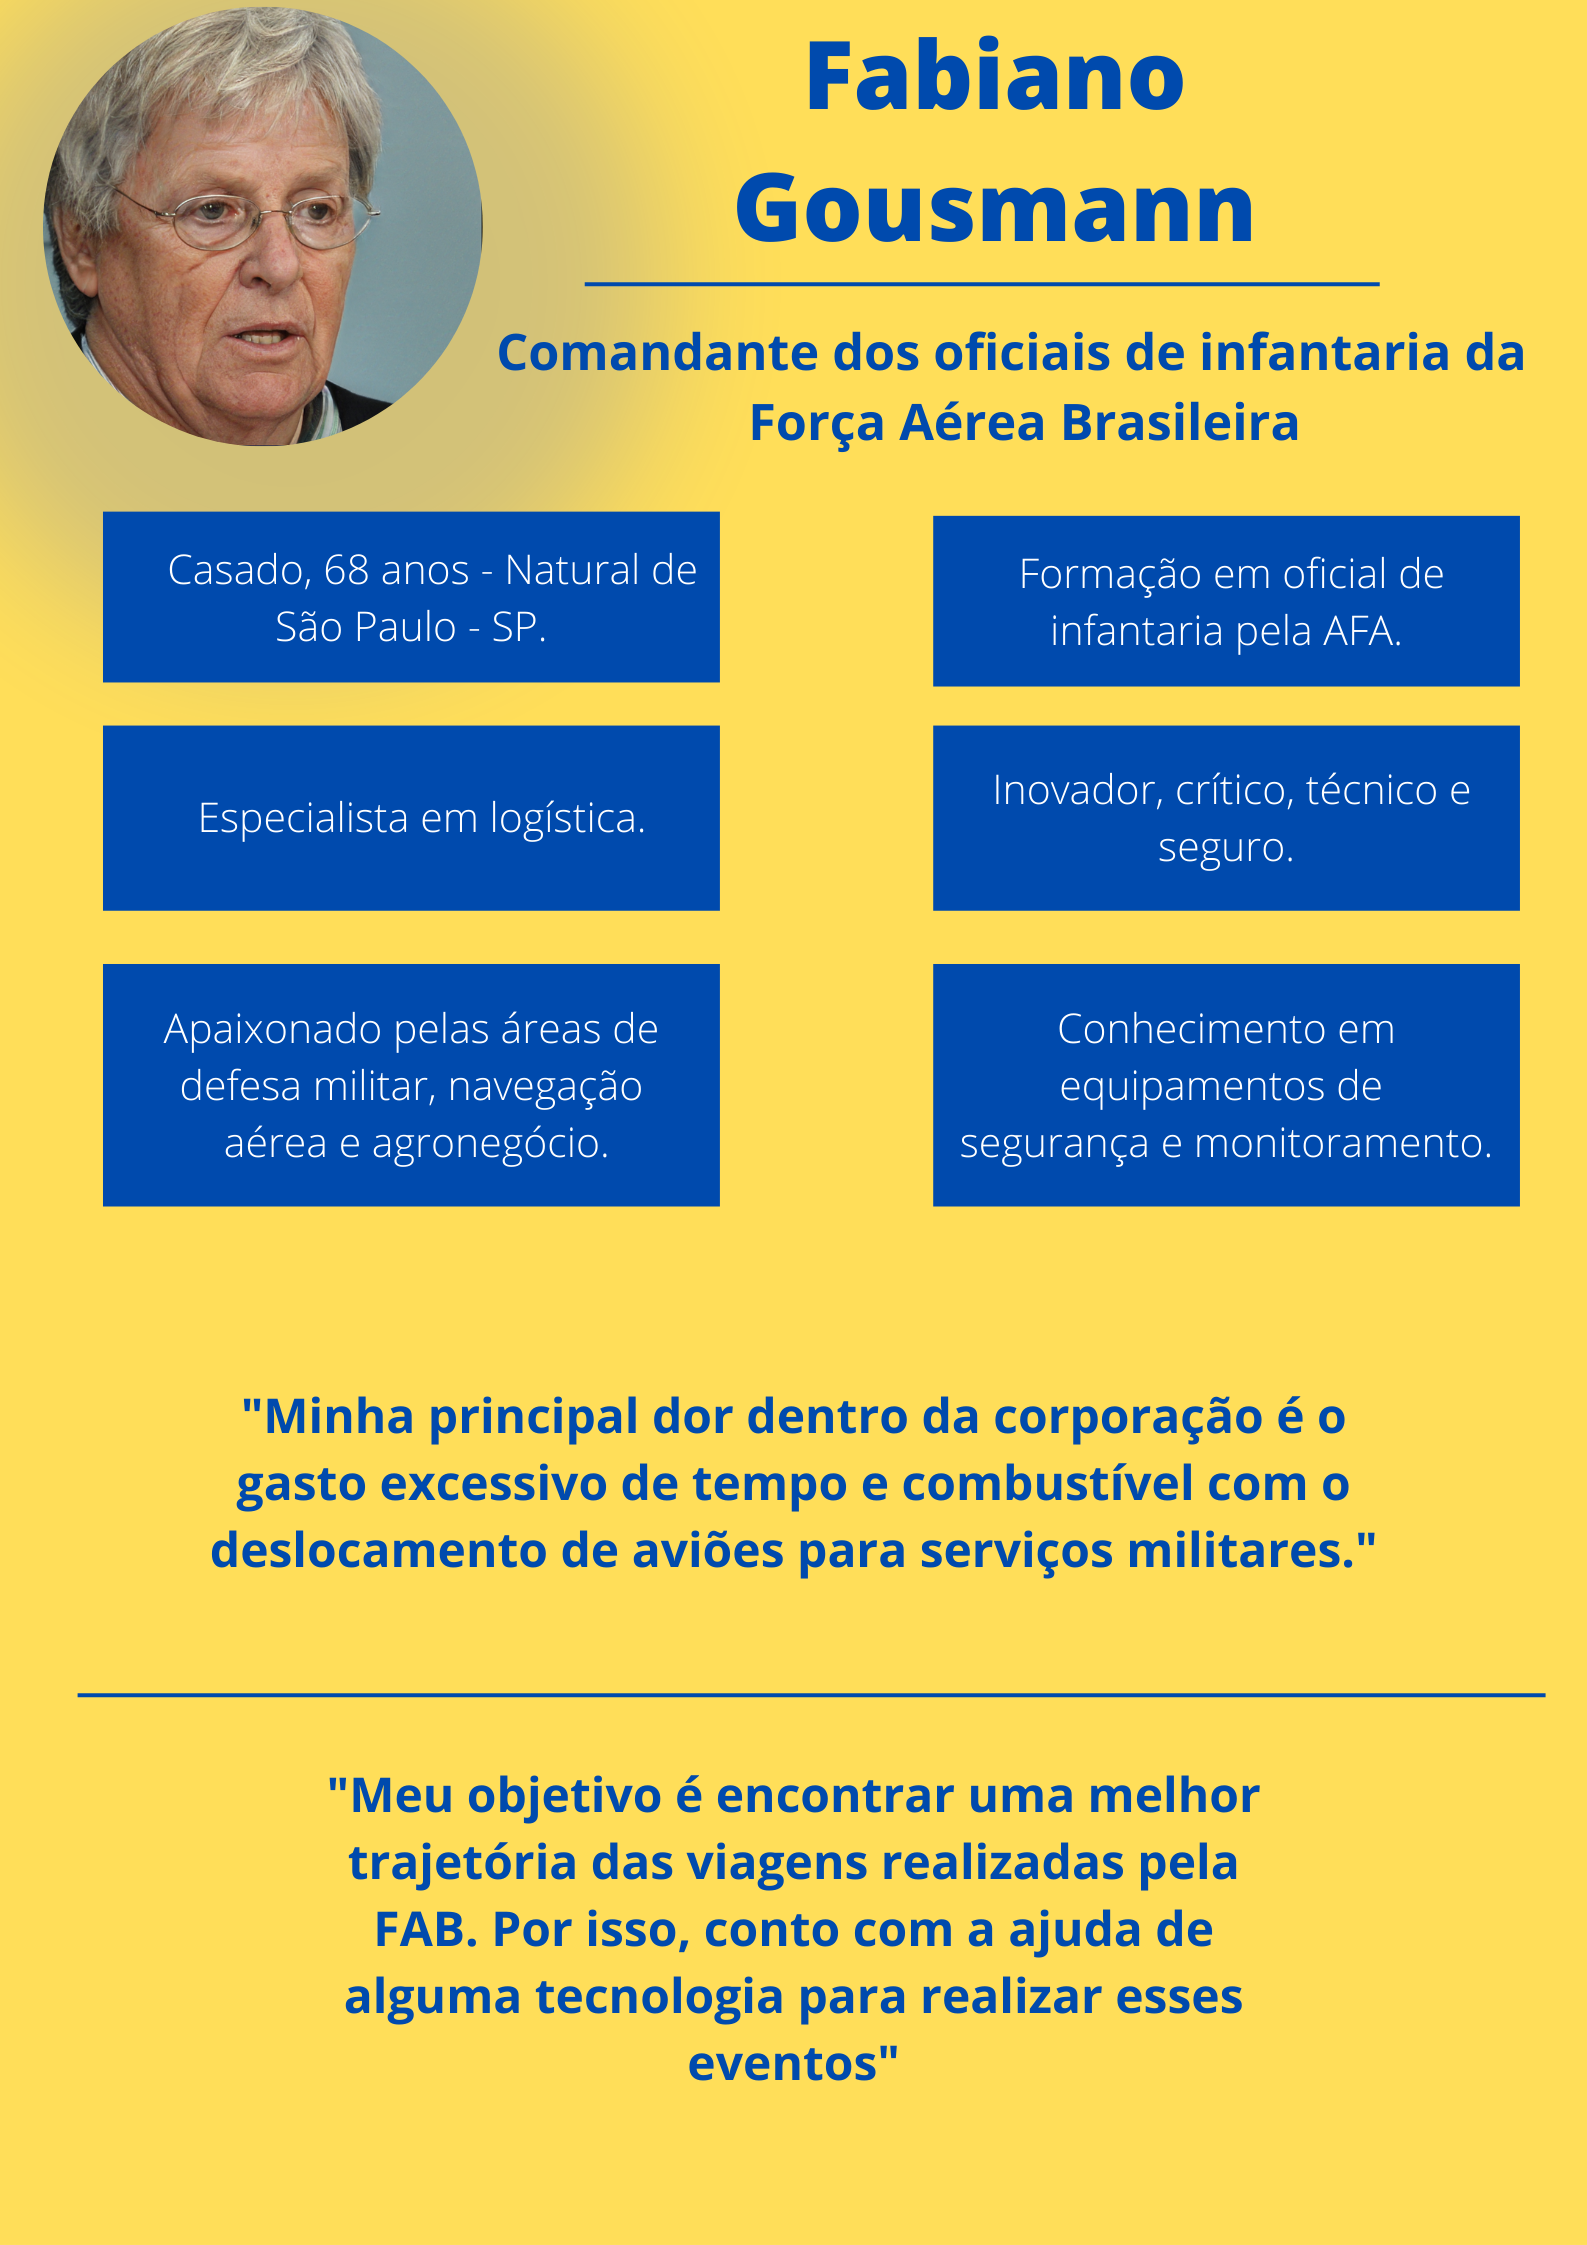 Fabiano
Gousmann
Comandante dos oficiais de infantaria da
Força Aérea Brasileira
Casado, 68 anos - Natural de
São Paulo - SP.
Formação em oficial de
infantaria pela AFA.
Especialista em logística.
Inovador, crítico, técnico e
seguro.
Apaixonado pelas áreas de
defesa militar, navegação
aérea e agronegócio.
Conhecimento em
equipamentos de
segurança e monitoramento.
"Minha principal dor dentro da corporação é o
gasto excessivo de tempo e combustível com o
deslocamento de aviões para serviços militares."
"Meu objetivo é encontrar uma melhor
trajetória das viagens realizadas pela
FAB. Por isso, conto com a ajuda de
alguma tecnologia para realizar esses
eventos"